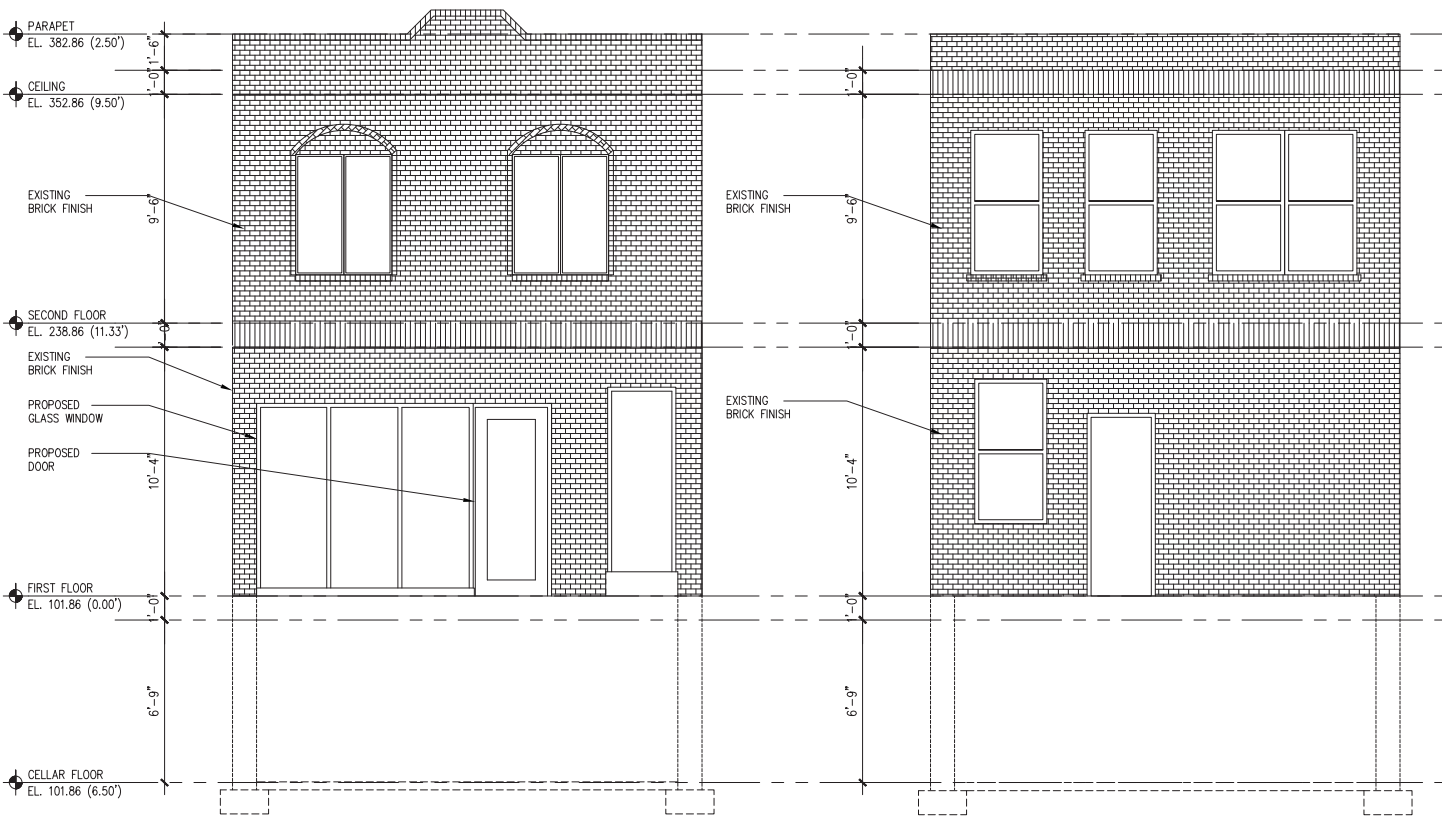 PARAPET
EL. 382.86 (2.50')
1'-6"
1'-0"
1'-0"
CEILING
EL. 352.86 (9.50')
EXISTING
BRICK FINISH
9'-6"
EXISTING
BRICK FINISH
9'-6"
SECOND FLOOR
EL. 238.86 (11.33')
1'-0"
EXISTING
BRICK FINISH
PROPOSED
GLASS WINDOW
EXISTING
BRICK FINISH
PROPOSED
DOOR
10'-4"
10'-4"
FIRST FLOOR
EL. 101.86 (0.00')
1'-0"
1'-0"
6'-9"
6'-9"
CELLAR FLOOR
EL. 101.86 (6.50')